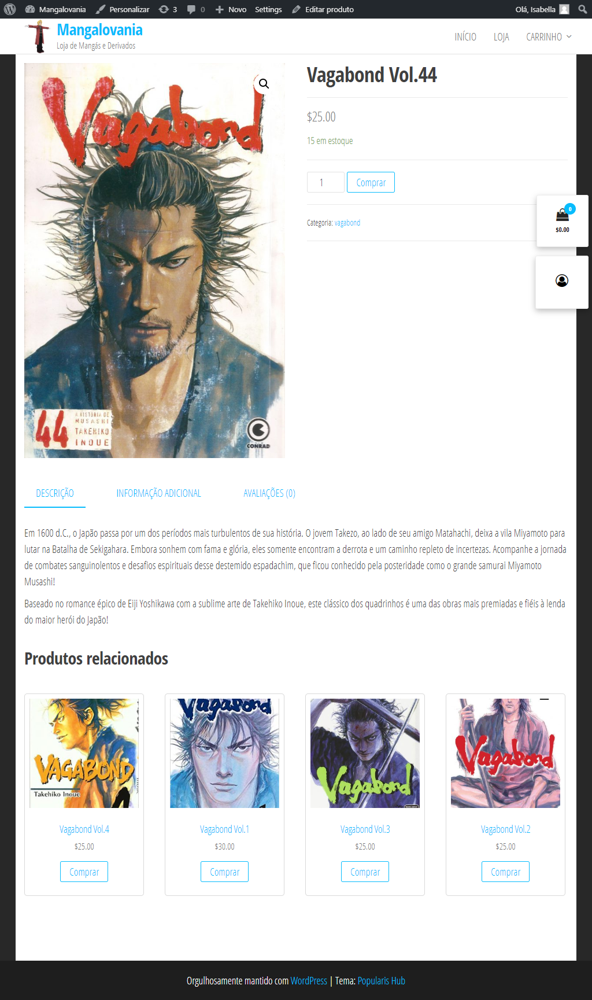 Mangalovania Personalizar 3 0 Novo Settings Editar produto Olá, Isabella
Mangalovania
Loja de Mangás e Derivados
INÍCIO LOJA CARRINHO
Vagabond
44
A HISTÓRIA DE
MUSASHI
TAKEHIKO
INOUE
CONRAD
Vagabond Vol.44
$25.00
15 em estoque
1 Comprar
Categoria: vagabond
0
$0.00
DESCRIÇÃO INFORMAÇÃO ADICIONAL AVALIAÇÕES (0)
Em 1600 d.C., o Japão passa por um dos períodos mais turbulentos de sua história. O jovem Takezo, ao lado de seu amigo Matahachi, deixa a vila Miyamoto para
lutar na Batalha de Sekigahara. Embora sonhem com fama e glória, eles somente encontram a derrota e um caminho repleto de incertezas. Acompanhe a jornada
de combates sanguinolentos e desafios espirituais desse destemido espadachim, que ficou conhecido pela posteridade como o grande samurai Miyamoto
Musashi!
Baseado no romance épico de Eiji Yoshikawa com a sublime arte de Takehiko Inoue, este clássico dos quadrinhos é uma das obras mais premiadas e fiéis à lenda
do maior herói do Japão!
Produtos relacionados
VAGABOND
Takehiko Inoue
Vagabond
Vagabond
Vagabond
Vagabond Vol.4 Vagabond Vol.1 Vagabond Vol.3 Vagabond Vol.2
$25.00 $30.00 $25.00 $25.00
Comprar Comprar Comprar Comprar
Orgulhosamente mantido com WordPress | Tema: Popularis Hub